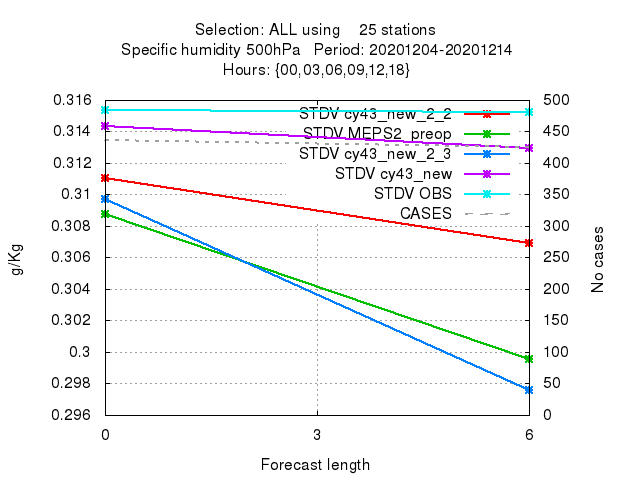 Selection: ALL using    25 stations
Specific humidity 500hPa   Period: 20201204-20201214
Hours: {00,03,06,09,12,18}
0.316
0.314
0.312
0.31
0.308
0.306
0.304
0.302
0.3
0.298
0.296
g/Kg
STDV cy43_new_2_2
STDV MEPS2_preop
STDV cy43_new_2_3
STDV cy43_new
STDV OBS
CASES
500
450
400
350
300
250
200
150
100
50
0
No cases
0
3
6
Forecast length